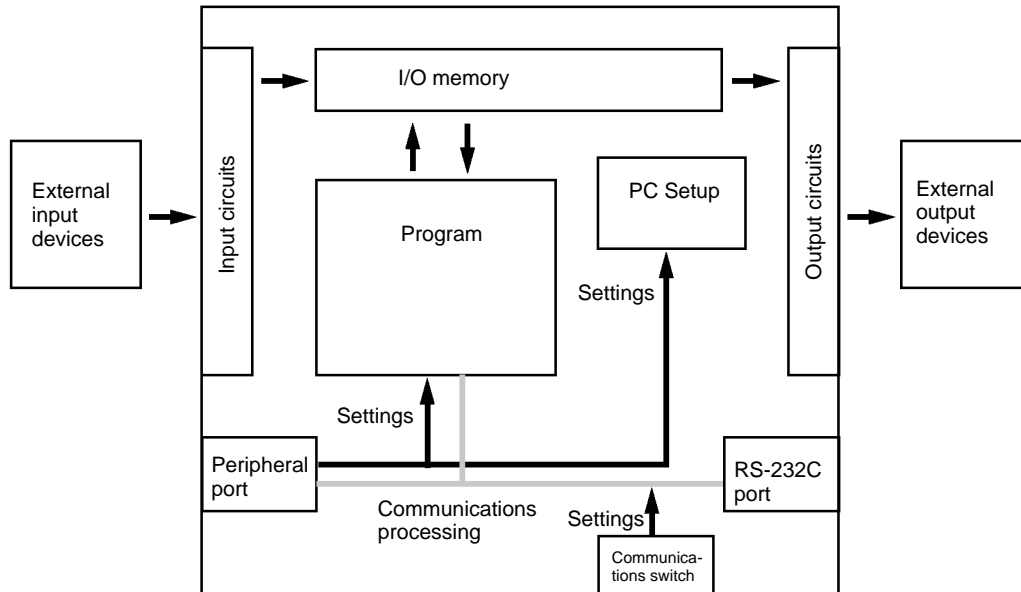 I/O memory
External
input
devices
Input circuits
Program
PC Setup
Output circuits
External
output
devices
Settings
Settings
Peripheral
port
RS-232C
port
Communications
processing
Settings
Communica-
tions switch